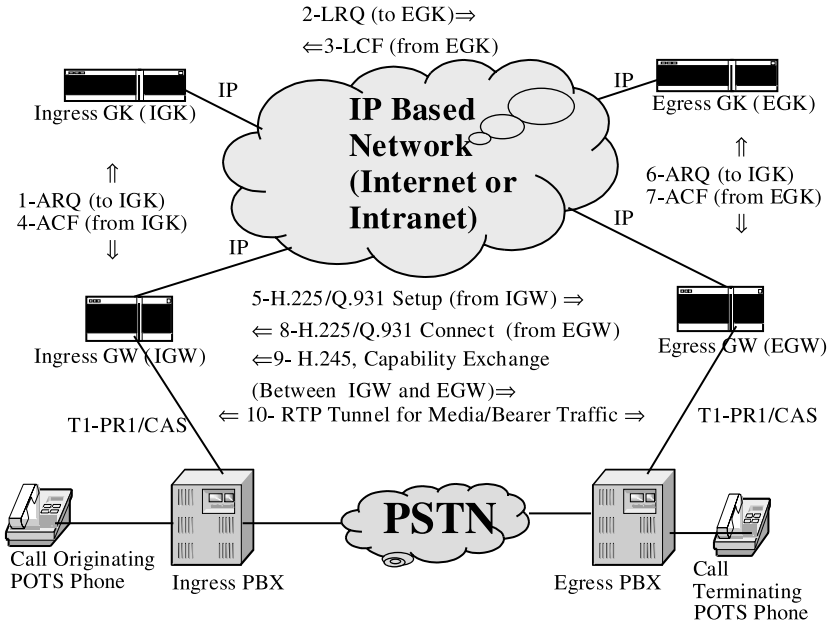 2-LRQ (to EGK)⇒
⇐3-LCF (from EGK)
IP
IP
Ingress GK ( IGK)
Egress GK (EGK)
IP Based
Network
(Internet or
Intranet)
⇑
1-ARQ (to IGK)
4-ACF (from IGK)
⇓
⇑
6-ARQ (to IGK)
7-ACF (from EGK)
⇓
IP
IP
5-H.225/Q.931 Setup (from IGW) ⇒
⇐ 8-H.225/Q.931 Connect (from EGW)
⇐9- H.245, Capability Exchange
(Between IGW and EGW)⇒
⇐ 10- RTP Tunnel for Media/Bearer Traffic ⇒
Ingress GW (IGW)
Egress GW (EGW)
T1-PR1/CAS
T1-PR1/CAS
PSTN
Call Originating
POTS Phone
Ingress PBX
Egress PBX
Call
Terminating
POTS Phone